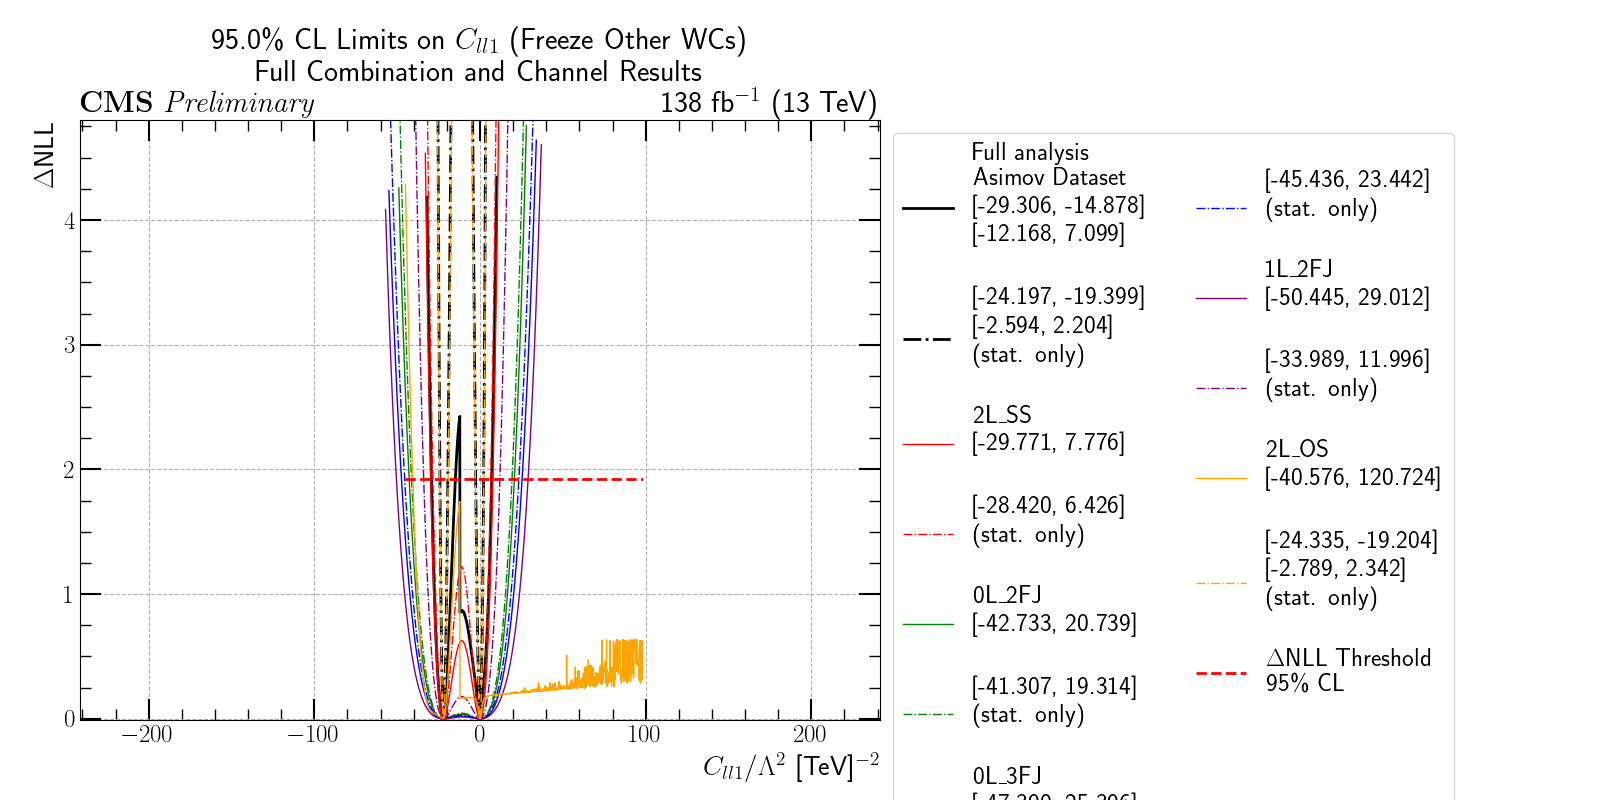 95.0% CL Limits on C_{ll1} (Freeze Other WCs)
Full Combination and Channel Results
CMS Preliminary
138 fb^{-1} (13 TeV)
ΔNLL
4
3
2
1
0
−200
−100
0
100
200
C_{ll1}/Λ^2 [TeV]^{-2}
Full analysis
Asimov Dataset
[-29.306, -14.878]
[-12.168, 7.099]
[-24.197, -19.399]
[-2.594, 2.204]
(stat. only)
2L_SS
[-29.771, 7.776]
[-28.420, 6.426]
(stat. only)
0L_2FJ
[-42.733, 20.739]
[-41.307, 19.314]
(stat. only)
0L_3FJ
[-45.436, 23.442]
(stat. only)
1L_2FJ
[-50.445, 29.012]
[-33.989, 11.996]
(stat. only)
2L_OS
[-40.576, 120.724]
[-24.335, -19.204]
[-2.789, 2.342]
(stat. only)
ΔNLL Threshold
95% CL